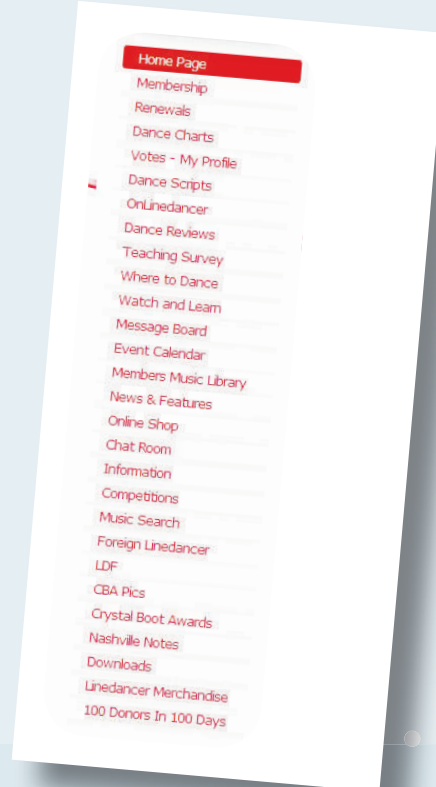 Home Page
Membership
Renewals
Dance Charts
Votes - My Profile
Dance Scripts
OnLinedancer
Dance Reviews
Teaching Survey
Where to Dance
Watch and Learn
Message Board
Event Calendar
Members Music Library
News & Features
Online Shop
Chat Room
Information
Competitions
Music Search
Foreign Linedancer
LDF
CBA Pics
Crystal Boot Awards
Nashville Notes
Downloads
Linedancer Merchandise
100 Donors In 100 Days